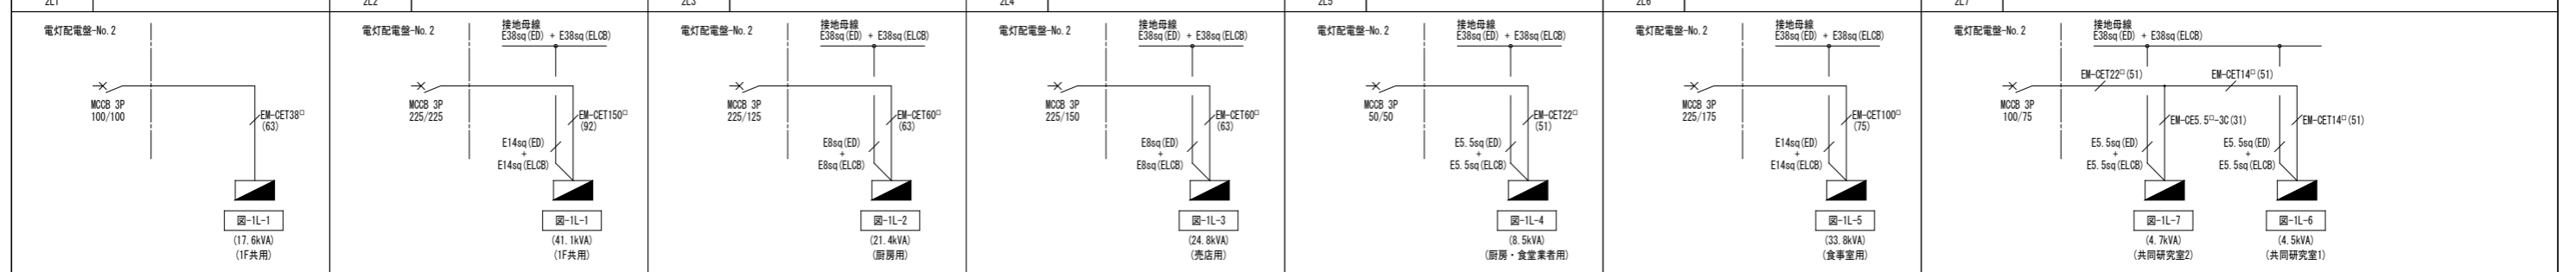 2L1
2L2
2L3
2L4
2L5
2L6
2L7
電灯配電盤-No.2
MCCB 3P
100/100
EM-CET38□
(63)
図-1L-1
(17.6kVA)
(1F共用)
電灯配電盤-No.2
接地母線
E38sq(ED) + E38sq(ELCB)
MCCB 3P
225/225
EM-CET150□
(92)
E14sq(ED)
+
E14sq(ELCB)
図-1L-1
(41.1kVA)
(1F共用)
電灯配電盤-No.2
接地母線
E38sq(ED) + E38sq(ELCB)
MCCB 3P
225/125
EM-CET60□
(63)
E8sq(ED)
+
E8sq(ELCB)
図-1L-2
(21.4kVA)
(厨房用)
電灯配電盤-No.2
接地母線
E38sq(ED) + E38sq(ELCB)
MCCB 3P
225/150
EM-CET60□
(63)
E8sq(ED)
+
E8sq(ELCB)
図-1L-3
(24.8kVA)
(売店用)
電灯配電盤-No.2
接地母線
E38sq(ED) + E38sq(ELCB)
MCCB 3P
50/50
EM-CET22□
(51)
E5.5sq(ED)
+
E5.5sq(ELCB)
図-1L-4
(8.5kVA)
(厨房・食堂業者用)
電灯配電盤-No.2
接地母線
E38sq(ED) + E38sq(ELCB)
MCCB 3P
225/175
EM-CET100□
(75)
E14sq(ED)
+
E14sq(ELCB)
図-1L-5
(33.8kVA)
(食事室用)
電灯配電盤-No.2
接地母線
E38sq(ED) + E38sq(ELCB)
EM-CET22□(51)
EM-CET14□(51)
MCCB 3P
100/75
EM-CE5.5□-3C(31)
EM-CET14□(51)
E5.5sq(ED)
+
E5.5sq(ELCB)
E5.5sq(ED)
+
E5.5sq(ELCB)
図-1L-7
(4.7kVA)
(共同研究室2)
図-1L-6
(4.5kVA)
(共同研究室1)